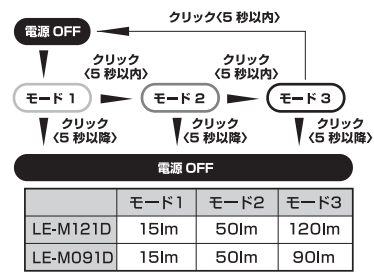 クリック〈5 秒以内〉
電源 OFF
クリック
〈5 秒以内〉
クリック
〈5 秒以内〉
モード 1
モード 2
モード 3
クリック
〈5 秒以降〉
クリック
〈5 秒以降〉
クリック
〈5 秒以降〉
電源 OFF
モード1 モード2 モード3
LE-M121D 15lm 50lm 120lm
LE-M091D 15lm 50lm 90lm